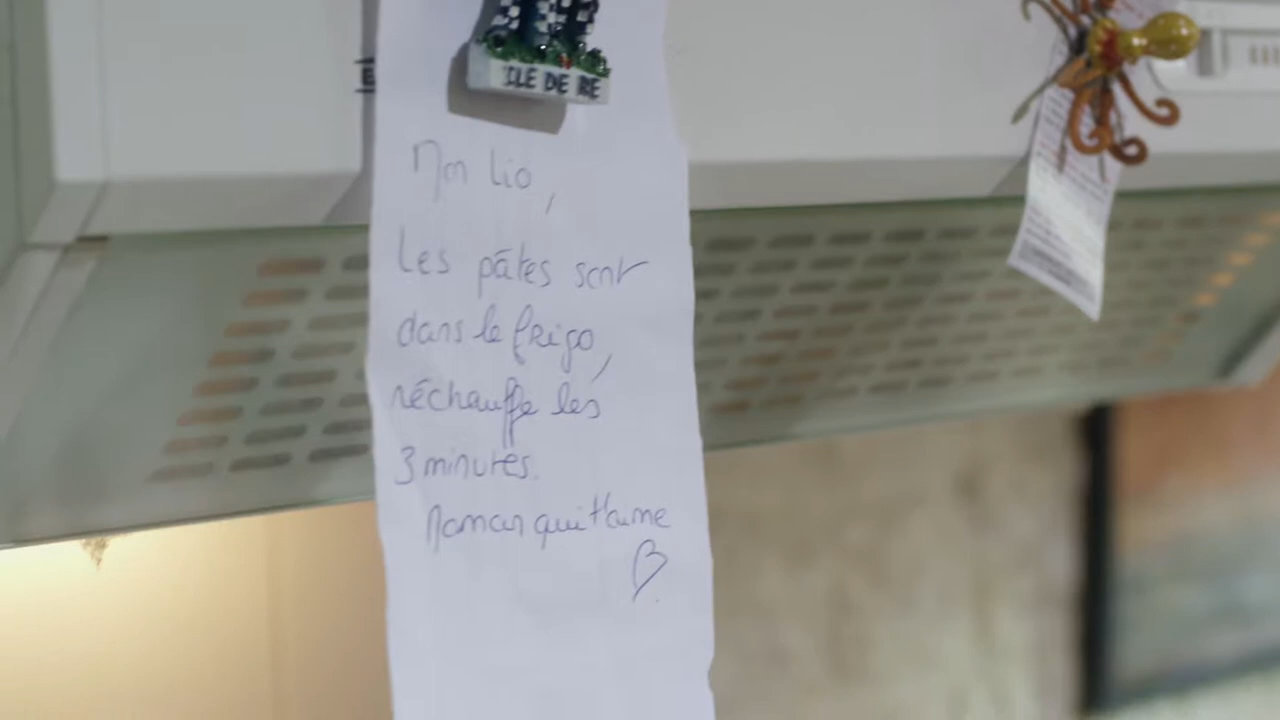 ILE DE RE
Mon Lio,
Les pâtes sont
dans le frigo,
réchauffe les
3 minutes.
Maman qui t'aime